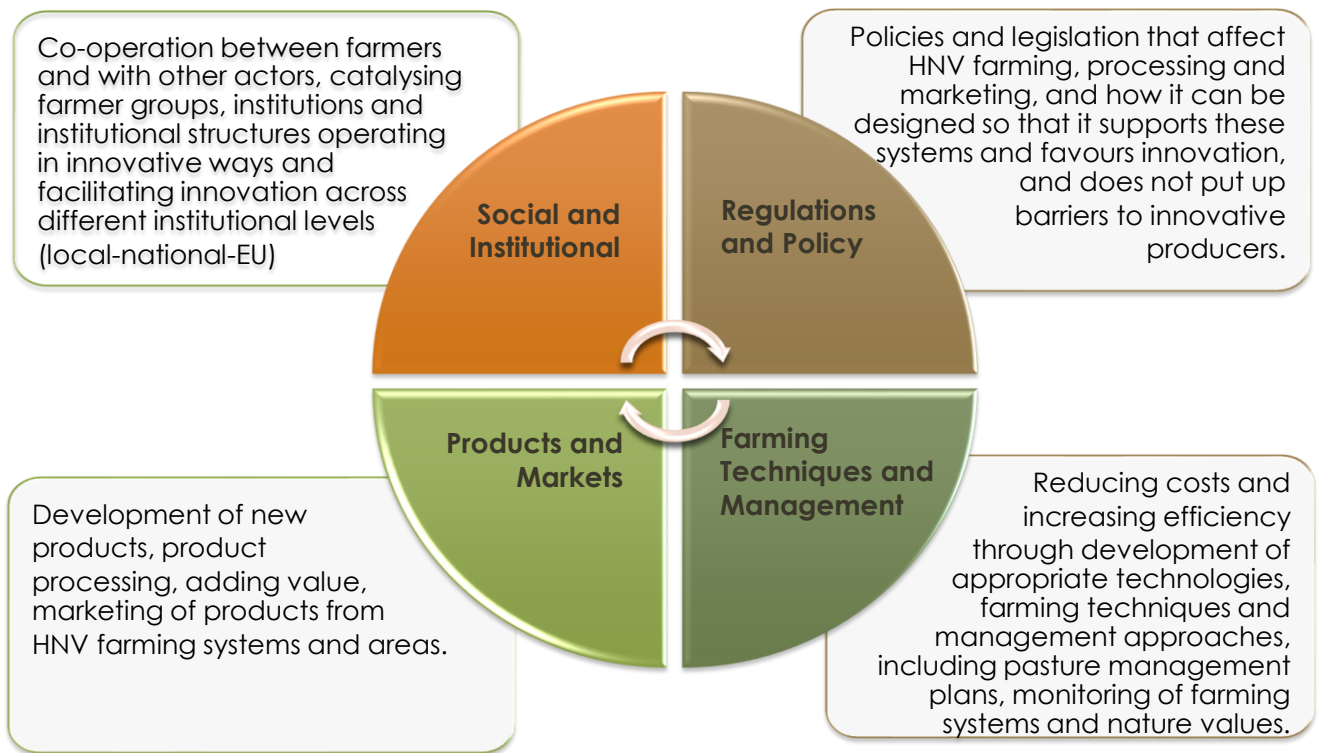 Co-operation between farmers
and with other actors, catalysing
farmer groups, institutions and
institutional structures operating
in innovative ways and
facilitating innovation across
different institutional levels
(local-national-EU)
Policies and legislation that affect
HNV farming, processing and
marketing, and how it can be
designed so that it supports these
systems and favours innovation,
and does not put up
barriers to innovative
producers.
Social and
Institutional
Regulations
and Policy
Products and
Markets
Farming
Techniques and
Management
Development of new
products, product
processing, adding value,
marketing of products from
HNV farming systems and areas.
Reducing costs and
increasing efficiency
through development of
appropriate technologies,
farming techniques and
management approaches,
including pasture management
plans, monitoring of farming
systems and nature values.